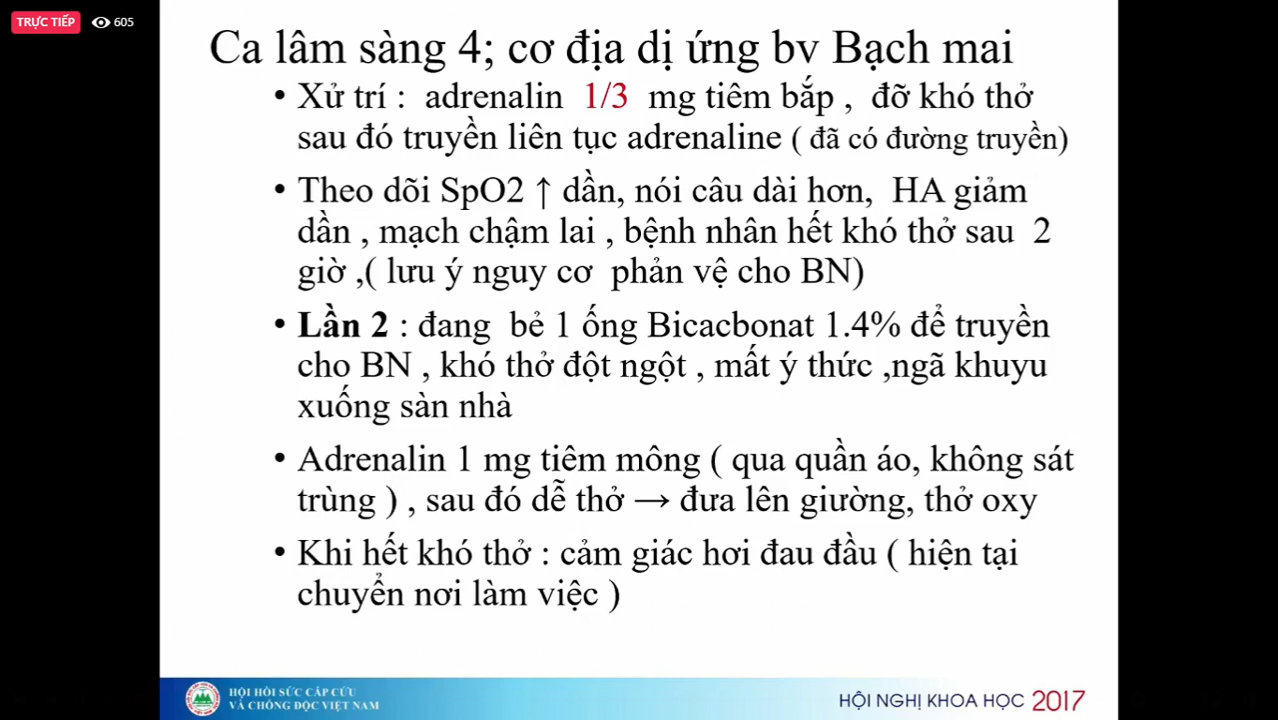 TRỰC TIẾP
605
Ca lâm sàng 4; cơ địa dị ứng bv Bạch mai
• Xử trí : adrenalin 1/3 mg tiêm bắp , đỡ khó thở
sau đó truyền liên tục adrenaline ( đã có đường truyền)
• Theo dõi SpO2 ↑ dần, nói câu dài hơn, HA giảm
dần , mạch chậm lai , bệnh nhân hết khó thở sau 2
giờ ,( lưu ý nguy cơ phản vệ cho BN)
• Lần 2 : đang bẻ 1 ống Bicacbonat 1.4% để truyền
cho BN , khó thở đột ngột , mất ý thức ,ngã khuyu
xuống sàn nhà
• Adrenalin 1 mg tiêm mông ( qua quần áo, không sát
trùng ) , sau đó dễ thở → đưa lên giường, thở oxy
• Khi hết khó thở : cảm giác hơi đau đầu ( hiện tại
chuyển nơi làm việc )
HỘI HỒI SỨC CẤP CỨU
VÀ CHỐNG ĐỘC VIỆT NAM
HỘI NGHỊ KHOA HỌC 2017